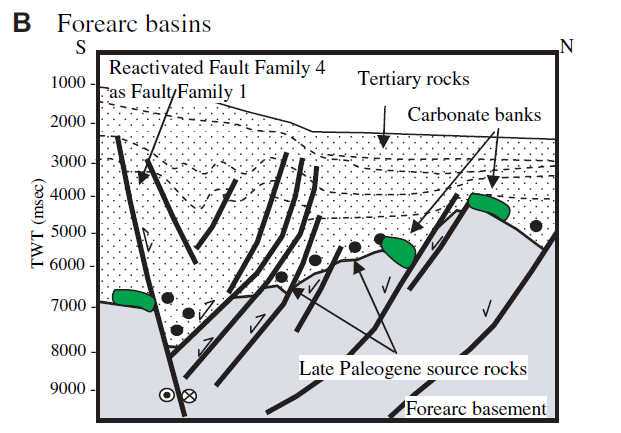 B Forearc basins
S
N
Reactivated Fault Family 4
as Fault Family 1
Tertiary rocks
Carbonate banks
TWT (msec)
1000
2000
3000
4000
5000
6000
7000
8000
9000
Late Paleogene source rocks
Forearc basement